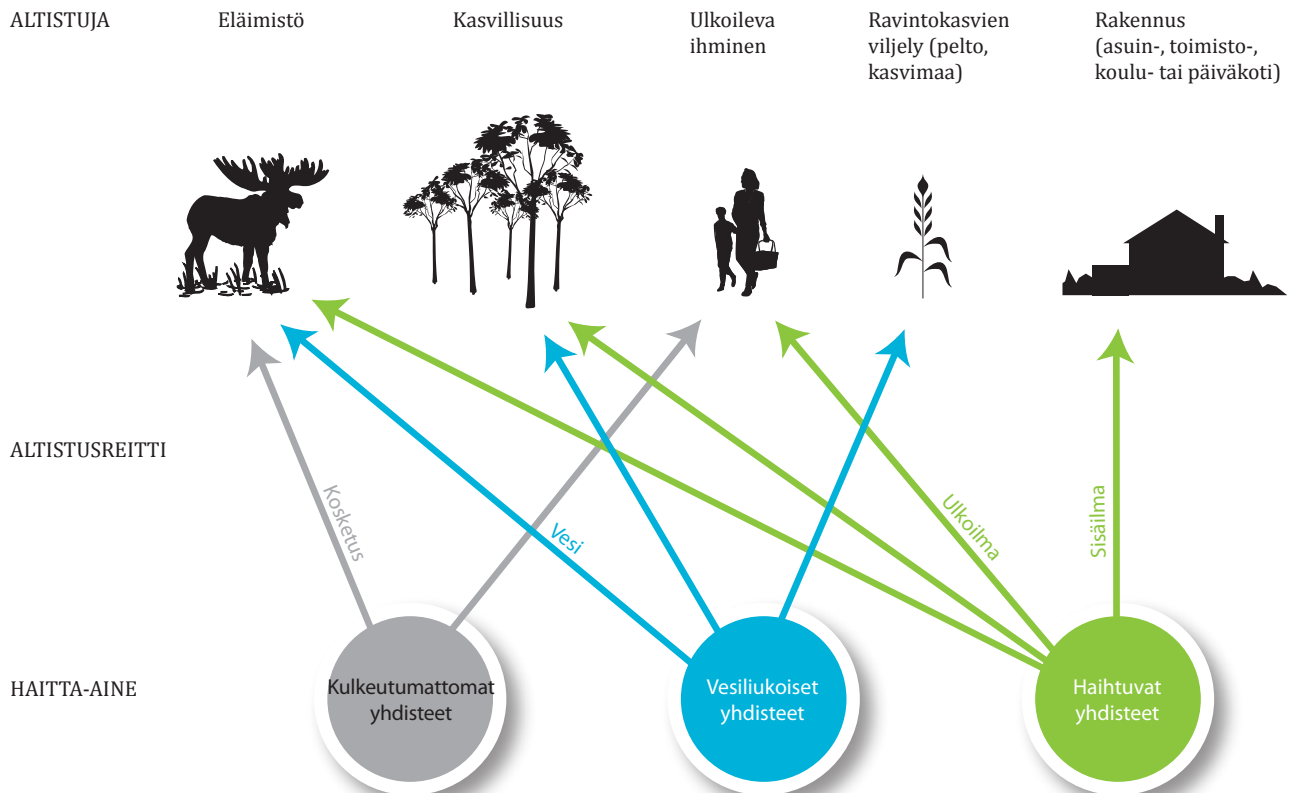 ALTISTUJA
Eläimistö
Kasvillisuus
Ulkoileva
ihminen
Ravintokasvien
viljely (pelto,
kasvimaa)
Rakennus
(asuin-, toimisto-,
koulu- tai päiväkoti)
ALTISTUSREITTI
Kosketus
Vesi
Ulkoilma
Sisäilma
HAITTA-AINE
Kulkeutumattomat
yhdisteet
Vesiliukoiset
yhdisteet
Haihtuvat
yhdisteet